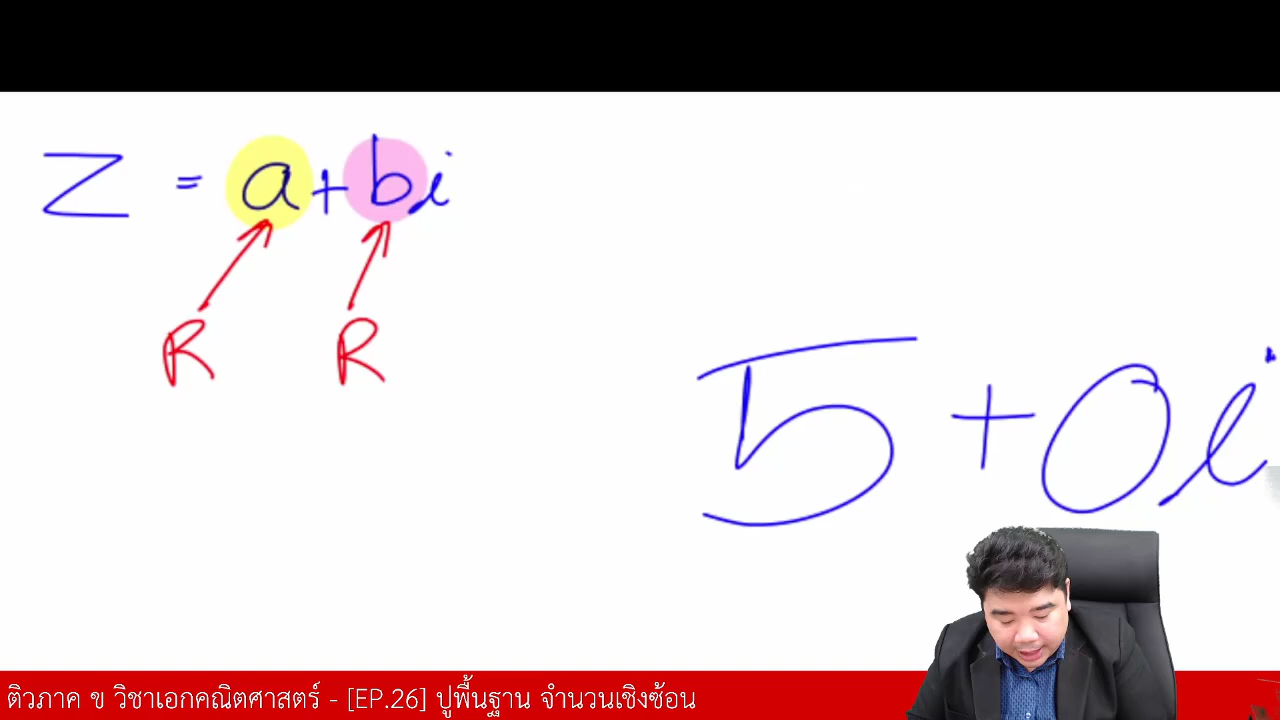 Z = a + bi
R R
5 + 0i
ติวภาค ข วิชาเอกคณิตศาสตร์ - [EP.26] ปูพื้นฐาน จำนวนเชิงซ้อน